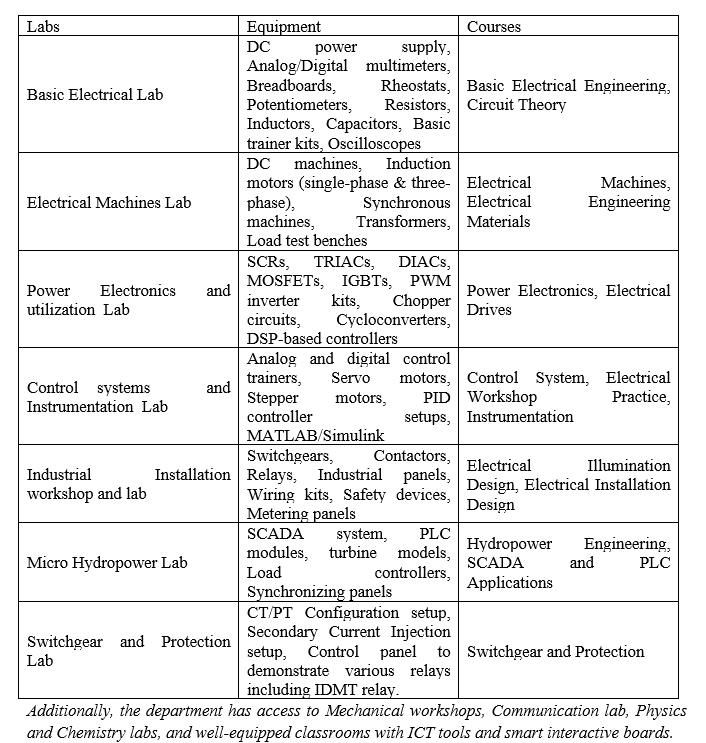 Labs
Equipment
Courses
Basic Electrical Lab
DC power supply,
Analog/Digital multimeters,
Breadboards, Rheostats,
Potentiometers, Resistors,
Inductors, Capacitors, Basic
trainer kits, Oscilloscopes
Basic Electrical Engineering,
Circuit Theory
Electrical Machines Lab
DC machines, Induction
motors (single-phase & three-
phase), Synchronous
machines, Transformers,
Load test benches
Electrical Machines,
Electrical Engineering
Materials
Power Electronics and
utilization Lab
SCRs, TRIACs, DIACs,
MOSFETs, IGBTs, PWM
inverter kits, Chopper
circuits, Cycloconverters,
DSP-based controllers
Power Electronics, Electrical
Drives
Control systems and
Instrumentation Lab
Analog and digital control
trainers, Servo motors,
Stepper motors, PID
controller setups,
MATLAB/Simulink
Control System, Electrical
Workshop Practice,
Instrumentation
Industrial Installation
workshop and lab
Switchgears, Contactors,
Relays, Industrial panels,
Wiring kits, Safety devices,
Metering panels
Electrical Illumination
Design, Electrical Installation
Design
Micro Hydropower Lab
SCADA system, PLC
modules, turbine models,
Load controllers,
Synchronizing panels
Hydropower Engineering,
SCADA and PLC
Applications
Switchgear and Protection
Lab
CT/PT Configuration setup,
Secondary Current Injection
setup, Control panel to
demonstrate various relays
including IDMT relay.
Switchgear and Protection
Additionally, the department has access to Mechanical workshops, Communication lab, Physics
and Chemistry labs, and well-equipped classrooms with ICT tools and smart interactive boards.